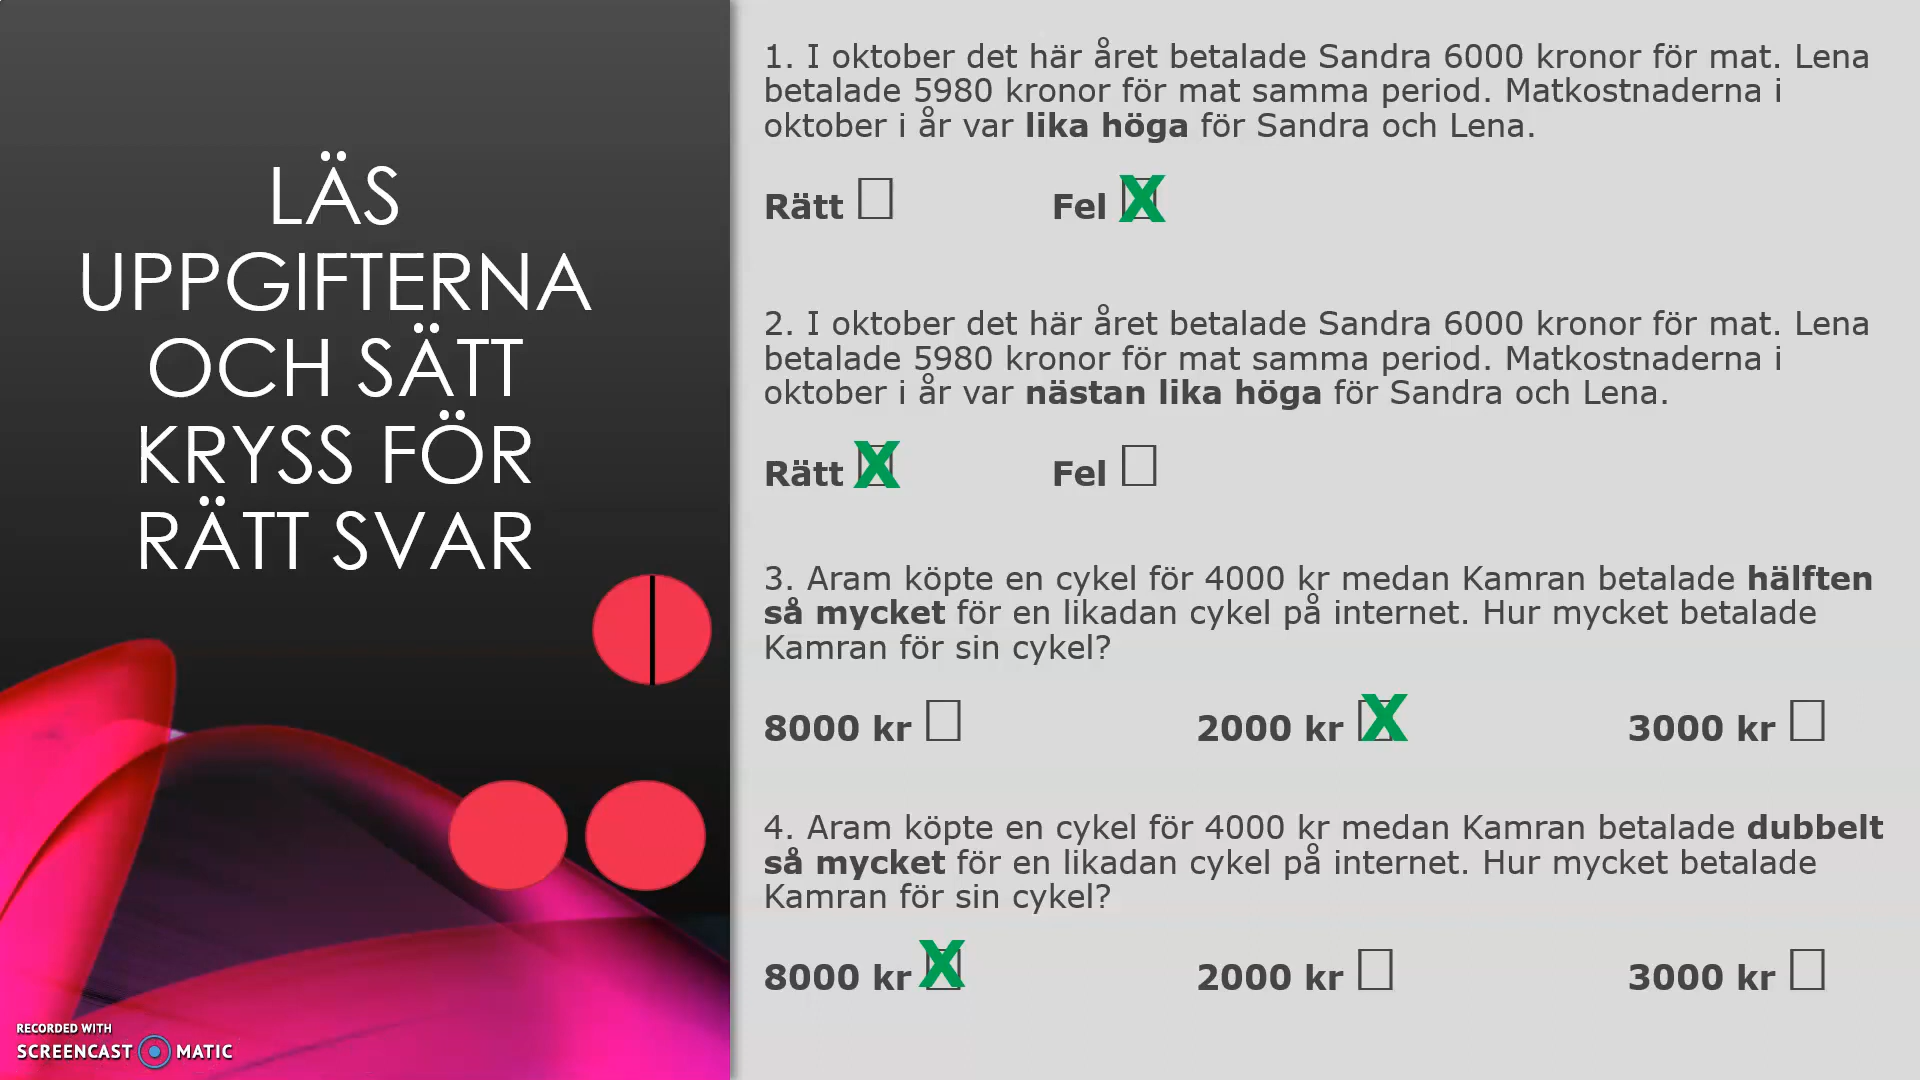 LÄS
UPPGIFTERNA
OCH SÄTT
KRYSS FÖR
RÄTT SVAR
1. I oktober det här året betalade Sandra 6000 kronor för mat. Lena
betalade 5980 kronor för mat samma period. Matkostnaderna i
oktober i år var lika höga för Sandra och Lena.
Rätt ☐ Fel X
2. I oktober det här året betalade Sandra 6000 kronor för mat. Lena
betalade 5980 kronor för mat samma period. Matkostnaderna i
oktober i år var nästan lika höga för Sandra och Lena.
Rätt X Fel ☐
3. Aram köpte en cykel för 4000 kr medan Kamran betalade hälften
så mycket för en likadan cykel på internet. Hur mycket betalade
Kamran för sin cykel?
8000 kr ☐ 2000 kr X 3000 kr ☐
4. Aram köpte en cykel för 4000 kr medan Kamran betalade dubbelt
så mycket för en likadan cykel på internet. Hur mycket betalade
Kamran för sin cykel?
8000 kr X 2000 kr ☐ 3000 kr ☐
RECORDED WITH
SCREENCAST MATIC